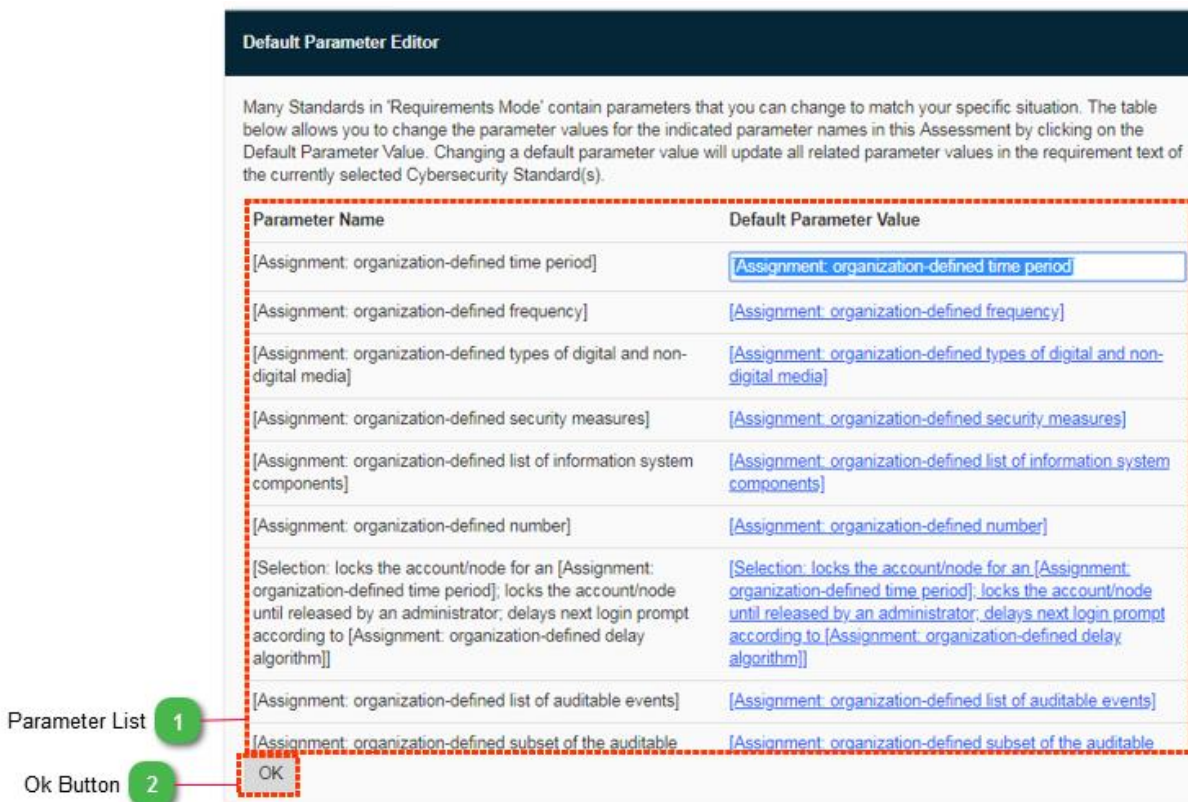 Default Parameter Editor
Many Standards in 'Requirements Mode' contain parameters that you can change to match your specific situation. The table
below allows you to change the parameter values for the indicated parameter names in this Assessment by clicking on the
Default Parameter Value. Changing a default parameter value will update all related parameter values in the requirement text of
the currently selected Cybersecurity Standard(s).
Parameter Name Default Parameter Value
[Assignment: organization-defined time period] [Assignment: organization-defined time period]
[Assignment: organization-defined frequency] [Assignment: organization-defined frequency]
[Assignment: organization-defined types of digital and non- [Assignment: organization-defined types of digital and non-
digital media] digital media]
[Assignment: organization-defined security measures] [Assignment: organization-defined security measures]
[Assignment: organization-defined list of information system [Assignment: organization-defined list of information system
components] components]
[Assignment: organization-defined number] [Assignment: organization-defined number]
[Selection: locks the account/node for an [Assignment: [Selection: locks the account/node for an [Assignment:
organization-defined time period]; locks the account/node organization-defined time period]; locks the account/node
until released by an administrator; delays next login prompt until released by an administrator; delays next login prompt
according to [Assignment: organization-defined delay according to [Assignment: organization-defined delay
algorithm]] algorithm]]
[Assignment: organization-defined list of auditable events] [Assignment: organization-defined list of auditable events]
Parameter List 1
[Assignment: organization-defined subset of the auditable [Assignment: organization-defined subset of the auditable
Ok Button 2 OK